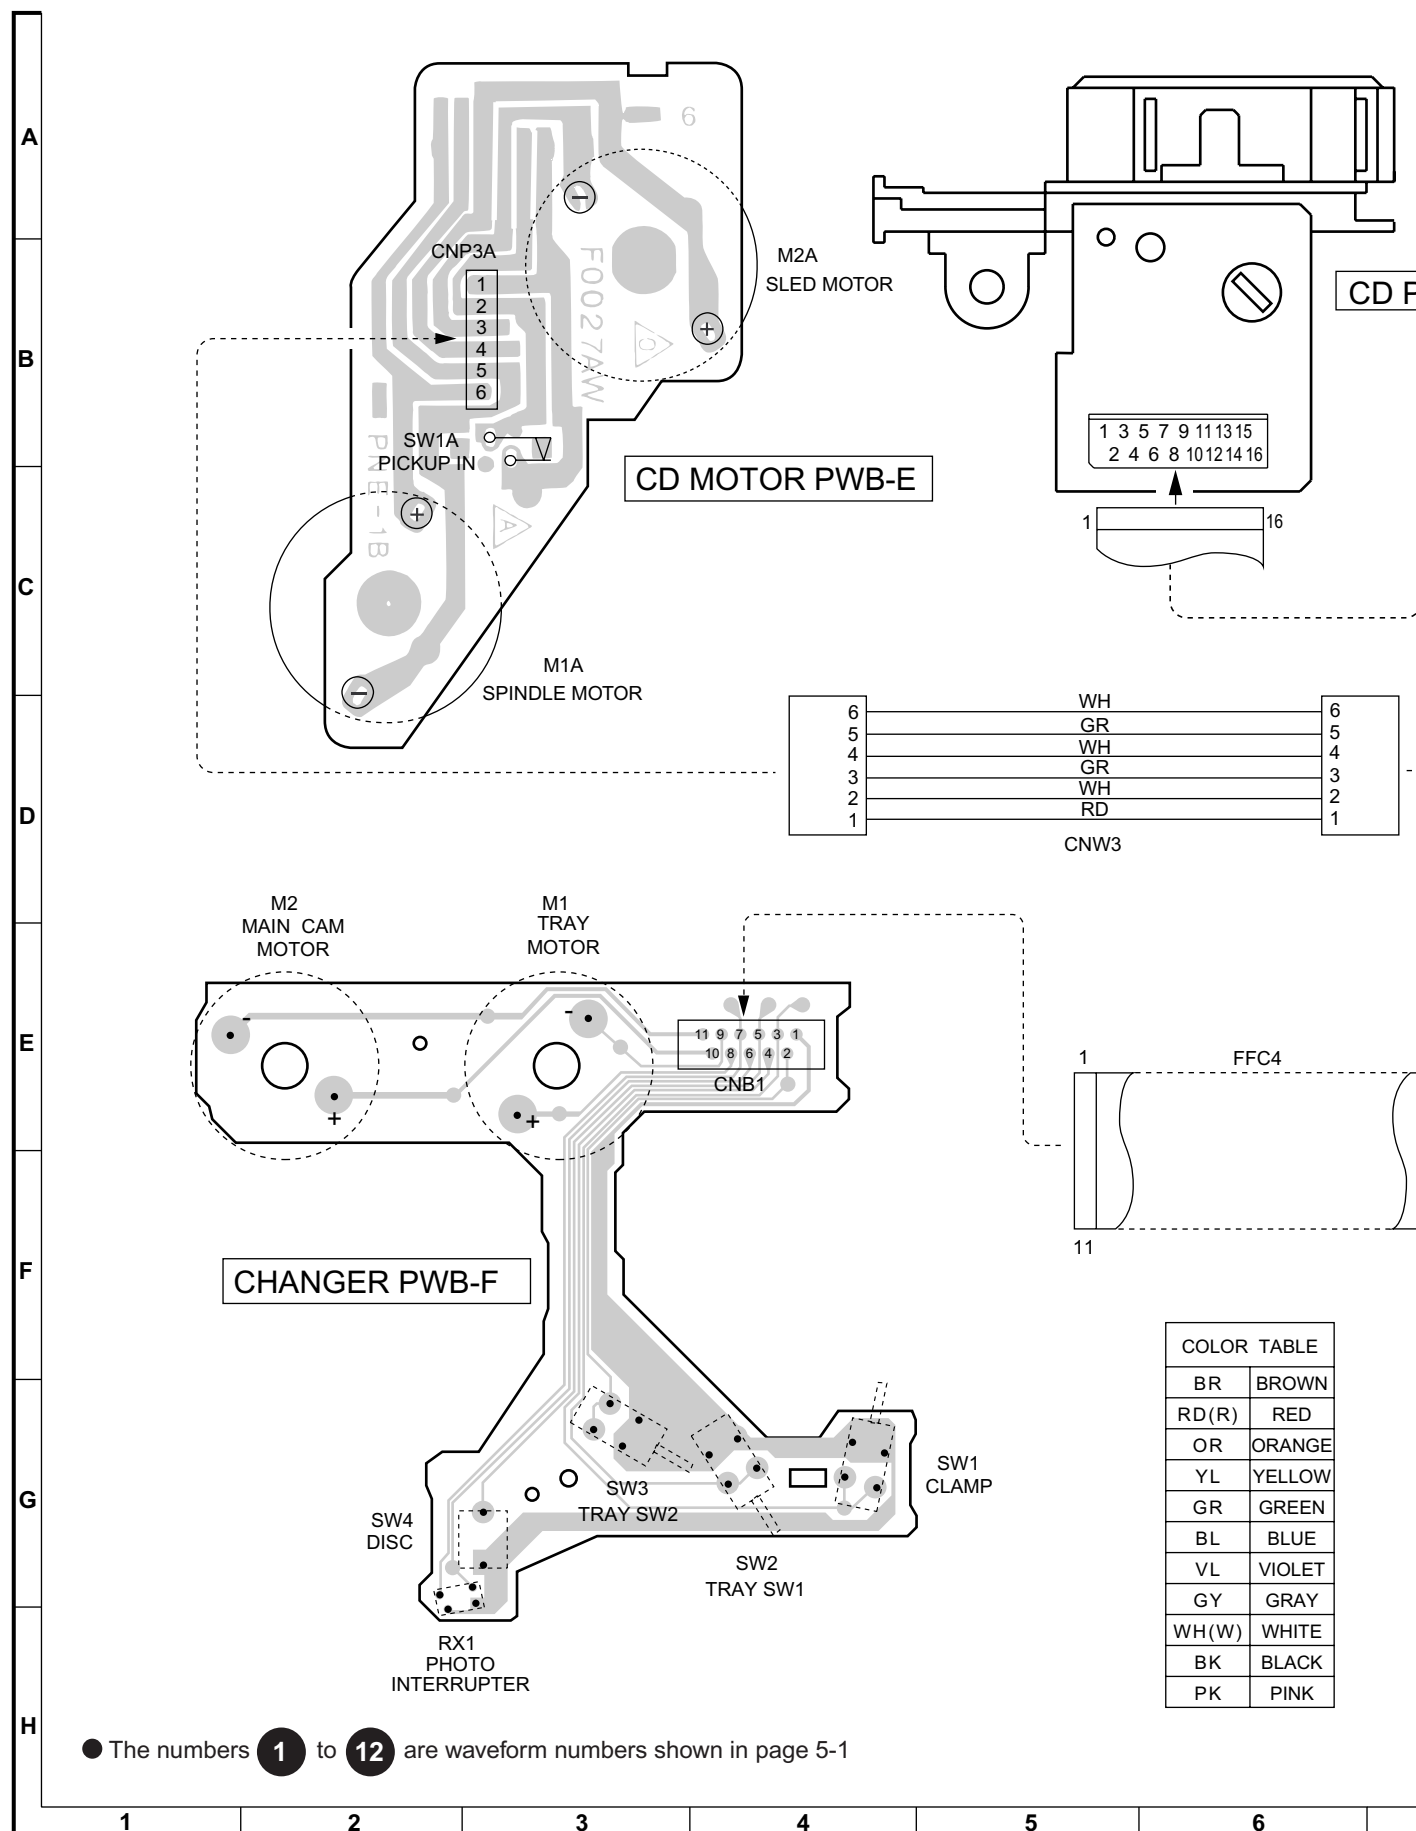 A
B
C
D
E
F
G
H
6
CNP3A
1
2
3
4
5
6
F0027AW
C
M2A
SLED MOTOR
SW1A
PICKUP IN
PNE-1B
A
CD MOTOR PWB-E
M1A
SPINDLE MOTOR
CD P
1 3 5 7 9 11 13 15
2 4 6 8 10 12 14 16
1 16
6 WH 6
5 GR 5
4 WH 4
3 GR 3
2 WH 2
1 RD 1
CNW3
M2
MAIN CAM
MOTOR
M1
TRAY
MOTOR
-
+
-
+
11 9 7 5 3 1
10 8 6 4 2
CNB1
1
FFC4
11
CHANGER PWB-F
SW4
DISC
SW3
TRAY SW2
SW1
CLAMP
SW2
TRAY SW1
RX1
PHOTO
INTERRUPTER
COLOR TABLE
BR BROWN
RD(R) RED
OR ORANGE
YL YELLOW
GR GREEN
BL BLUE
VL VIOLET
GY GRAY
WH(W) WHITE
BK BLACK
PK PINK
● The numbers 1 to 12 are waveform numbers shown in page 5-1
1 2 3 4 5 6